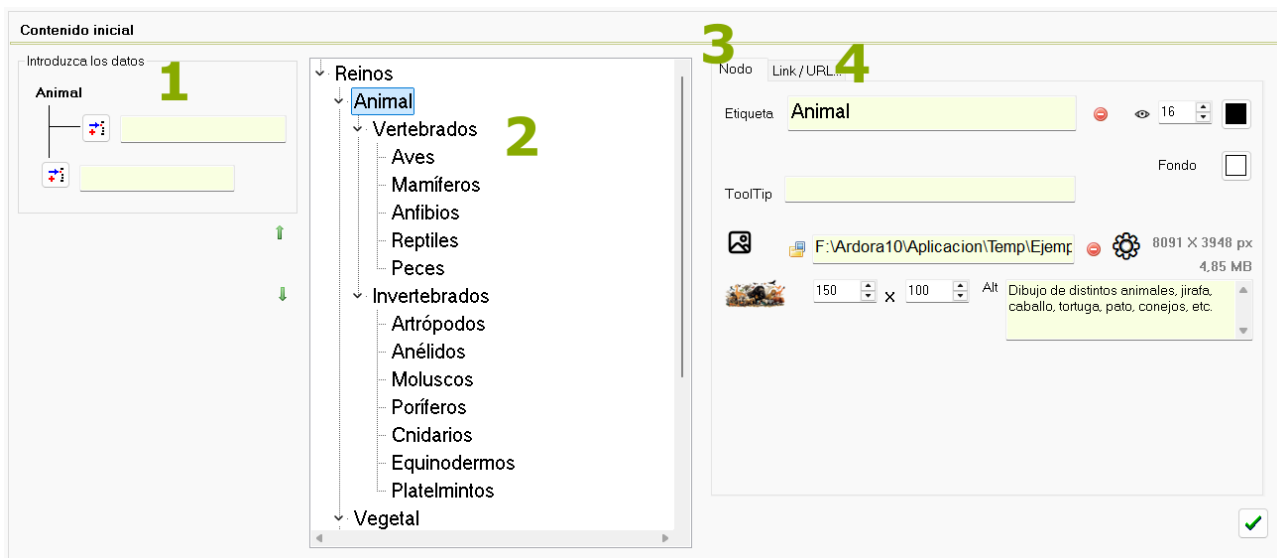 Contenido inicial
Introduzca los datos
1
Animal
Reinos
Animal
Vertebrados
Aves
Mamíferos
Anfibios
Reptiles
Peces
Invertebrados
Artrópodos
Anélidos
Moluscos
Poríferos
Cnidarios
Equinodermos
Platelmintos
Vegetal
2
3
4
Nodo Link / URL...
Etiqueta Animal 16
Fondo
ToolTip
F:\Ardora10\Aplicacion\Temp\Ejemp 8091 X 3948 px
4,85 MB
150 x 100 Alt Dibujo de distintos animales, jirafa,
caballo, tortuga, pato, conejos, etc.